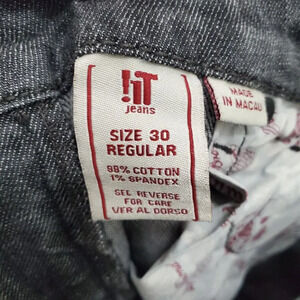 !iT
jeans
SIZE 30
REGULAR
98% COTTON
1% SPANDEX
SEE REVERSE
FOR CARE
VER AL DORSO
MADE
IN MACAU